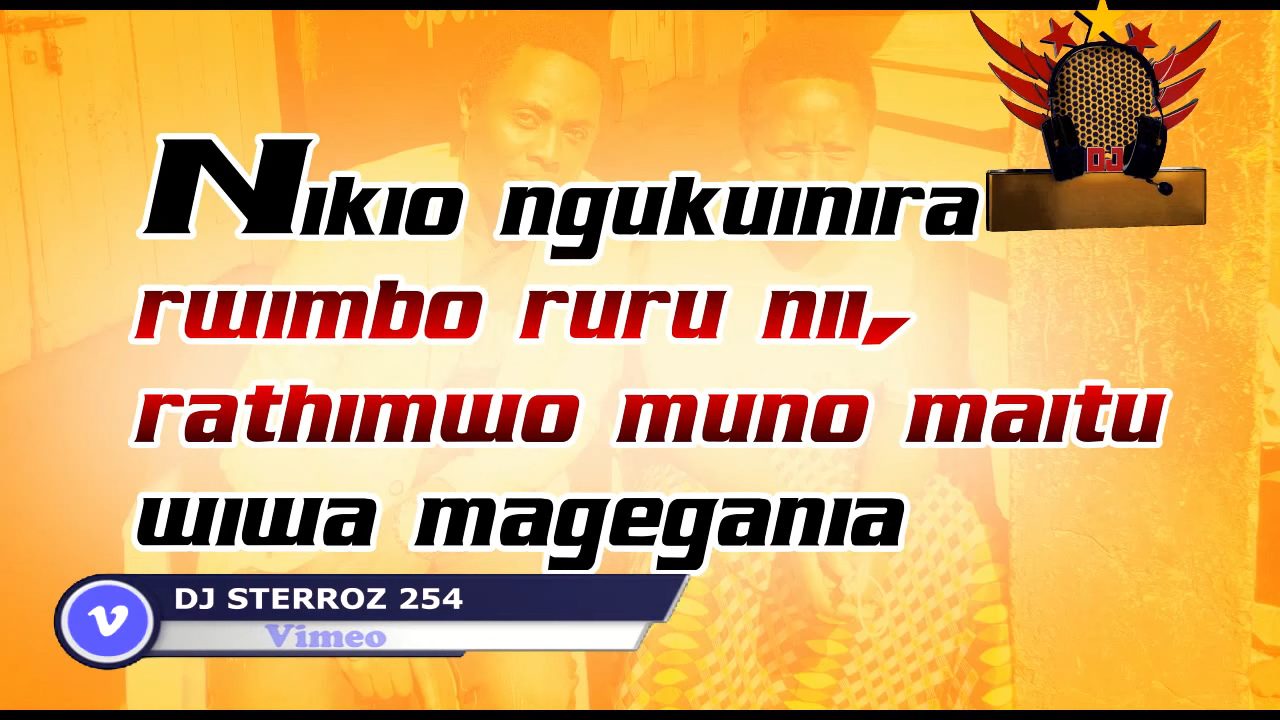 Nikio ngukuinira
rwimbo ruru nii,
rathimwo muno maitu
wiwa magegania
DJ
DJ STERROZ 254
Vimeo